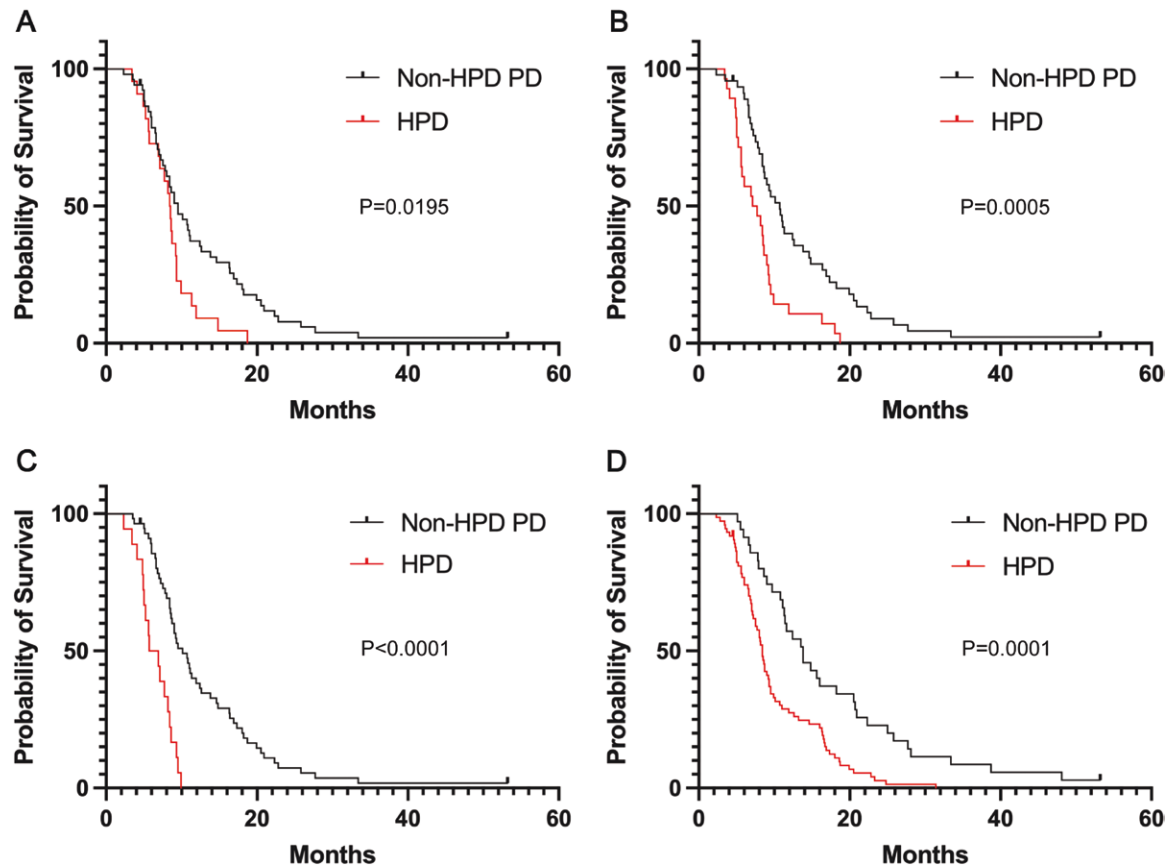 A
Probability of Survival
100
50
0
0 20 40 60
Months
Non-HPD PD
HPD
P=0.0195
B
Probability of Survival
100
50
0
0 20 40 60
Months
Non-HPD PD
HPD
P=0.0005
C
Probability of Survival
100
50
0
0 20 40 60
Months
Non-HPD PD
HPD
P<0.0001
D
Probability of Survival
100
50
0
0 20 40 60
Months
Non-HPD PD
HPD
P=0.0001